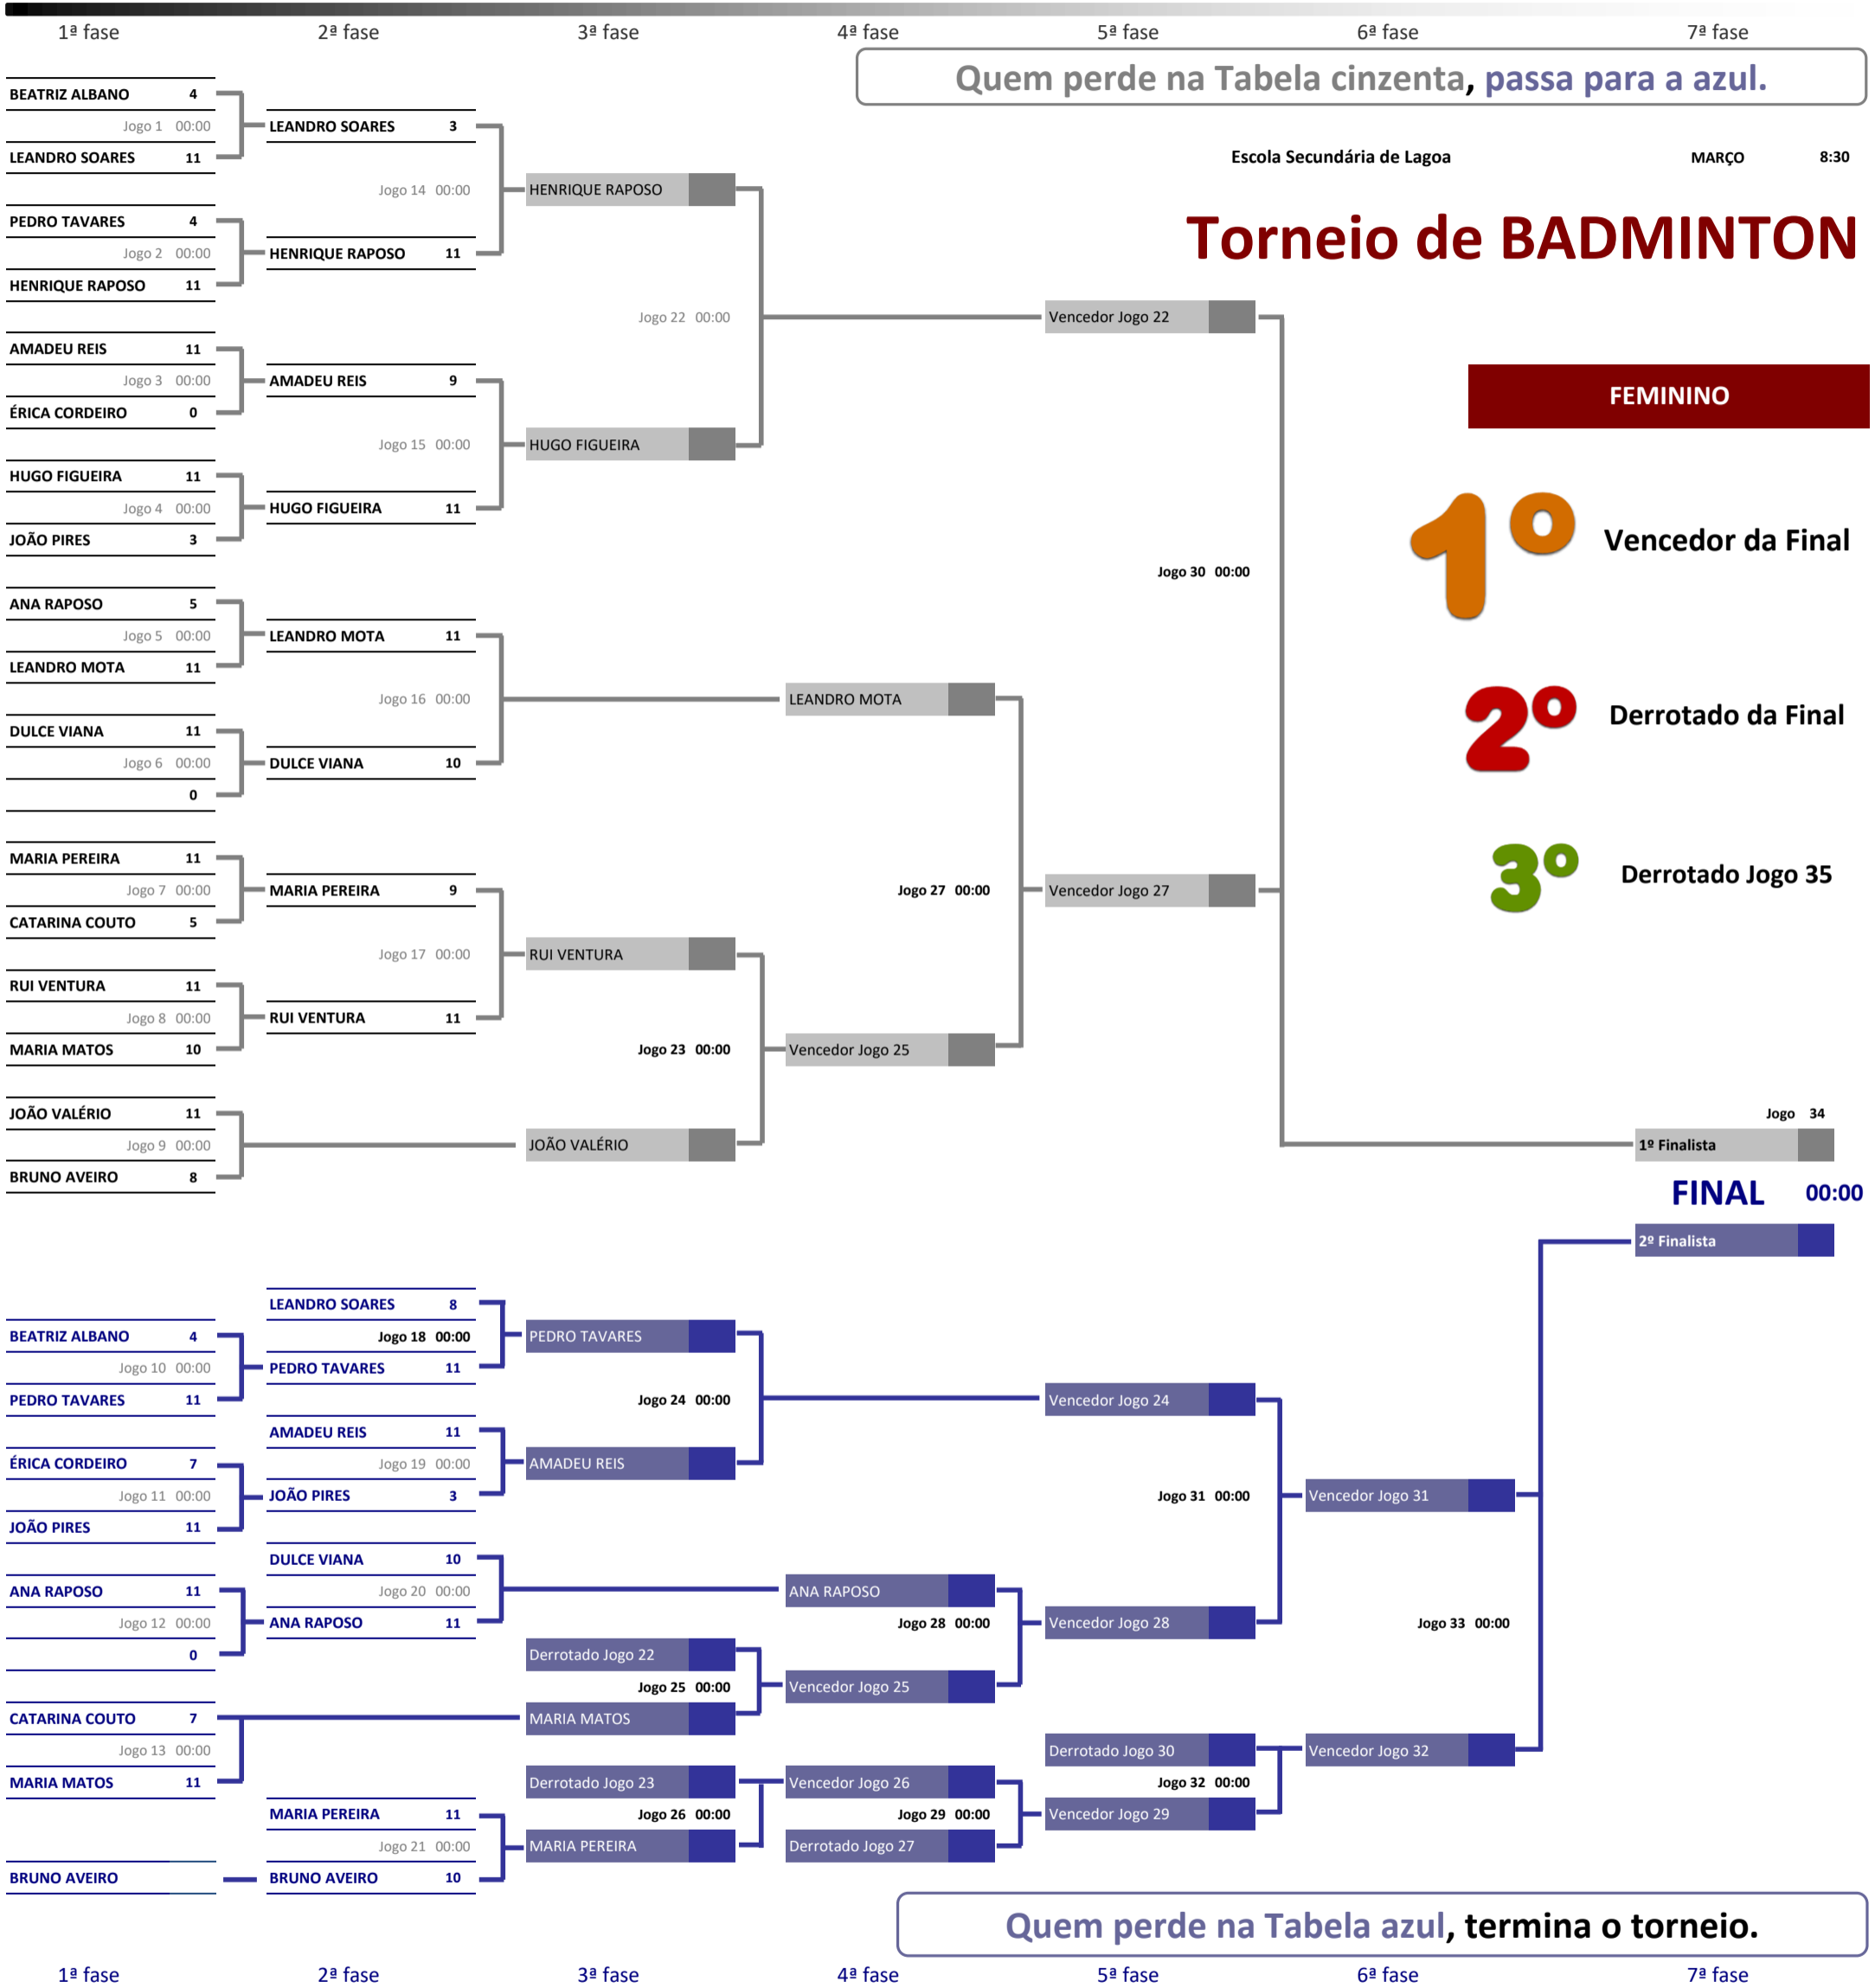 1ª fase 2ª fase 3ª fase 4ª fase 5ª fase 6ª fase 7ª fase
Quem perde na Tabela cinzenta, passa para a azul.
Escola Secundária de Lagoa MARÇO 8:30
Torneio de BADMINTON
FEMININO
1º Vencedor da Final
2º Derrotado da Final
3º Derrotado Jogo 35
BEATRIZ ALBANO 4
Jogo 1 00:00
LEANDRO SOARES 11
PEDRO TAVARES 4
Jogo 2 00:00
HENRIQUE RAPOSO 11
AMADEU REIS 11
Jogo 3 00:00
ÉRICA CORDEIRO 0
HUGO FIGUEIRA 11
Jogo 4 00:00
JOÃO PIRES 3
ANA RAPOSO 5
Jogo 5 00:00
LEANDRO MOTA 11
DULCE VIANA 11
Jogo 6 00:00
0
MARIA PEREIRA 11
Jogo 7 00:00
CATARINA COUTO 5
RUI VENTURA 11
Jogo 8 00:00
MARIA MATOS 10
JOÃO VALÉRIO 11
Jogo 9 00:00
BRUNO AVEIRO 8
LEANDRO SOARES 3
Jogo 14 00:00
HENRIQUE RAPOSO 11
AMADEU REIS 9
Jogo 15 00:00
HUGO FIGUEIRA 11
LEANDRO MOTA 11
Jogo 16 00:00
DULCE VIANA 10
MARIA PEREIRA 9
Jogo 17 00:00
RUI VENTURA 11
HENRIQUE RAPOSO
Jogo 22 00:00
HUGO FIGUEIRA
RUI VENTURA
Jogo 23 00:00
JOÃO VALÉRIO
LEANDRO MOTA
Jogo 27 00:00
Vencedor Jogo 25
Vencedor Jogo 22
Jogo 30 00:00
Vencedor Jogo 27
Jogo 34
1º Finalista
FINAL 00:00
2º Finalista
BEATRIZ ALBANO 4
Jogo 10 00:00
PEDRO TAVARES 11
ÉRICA CORDEIRO 7
Jogo 11 00:00
JOÃO PIRES 11
ANA RAPOSO 11
Jogo 12 00:00
0
CATARINA COUTO 7
Jogo 13 00:00
MARIA MATOS 11
BRUNO AVEIRO
LEANDRO SOARES 8
Jogo 18 00:00
PEDRO TAVARES 11
AMADEU REIS 11
Jogo 19 00:00
JOÃO PIRES 3
DULCE VIANA 10
Jogo 20 00:00
ANA RAPOSO 11
MARIA PEREIRA 11
Jogo 21 00:00
BRUNO AVEIRO 10
PEDRO TAVARES
Jogo 24 00:00
AMADEU REIS
Derrotado Jogo 22
Jogo 25 00:00
MARIA MATOS
Derrotado Jogo 23
Jogo 26 00:00
MARIA PEREIRA
ANA RAPOSO
Jogo 28 00:00
Vencedor Jogo 25
Vencedor Jogo 26
Jogo 29 00:00
Derrotado Jogo 27
Vencedor Jogo 24
Jogo 31 00:00
Vencedor Jogo 28
Derrotado Jogo 30
Jogo 32 00:00
Vencedor Jogo 29
Vencedor Jogo 31
Jogo 33 00:00
Vencedor Jogo 32
Quem perde na Tabela azul, termina o torneio.
1ª fase 2ª fase 3ª fase 4ª fase 5ª fase 6ª fase 7ª fase